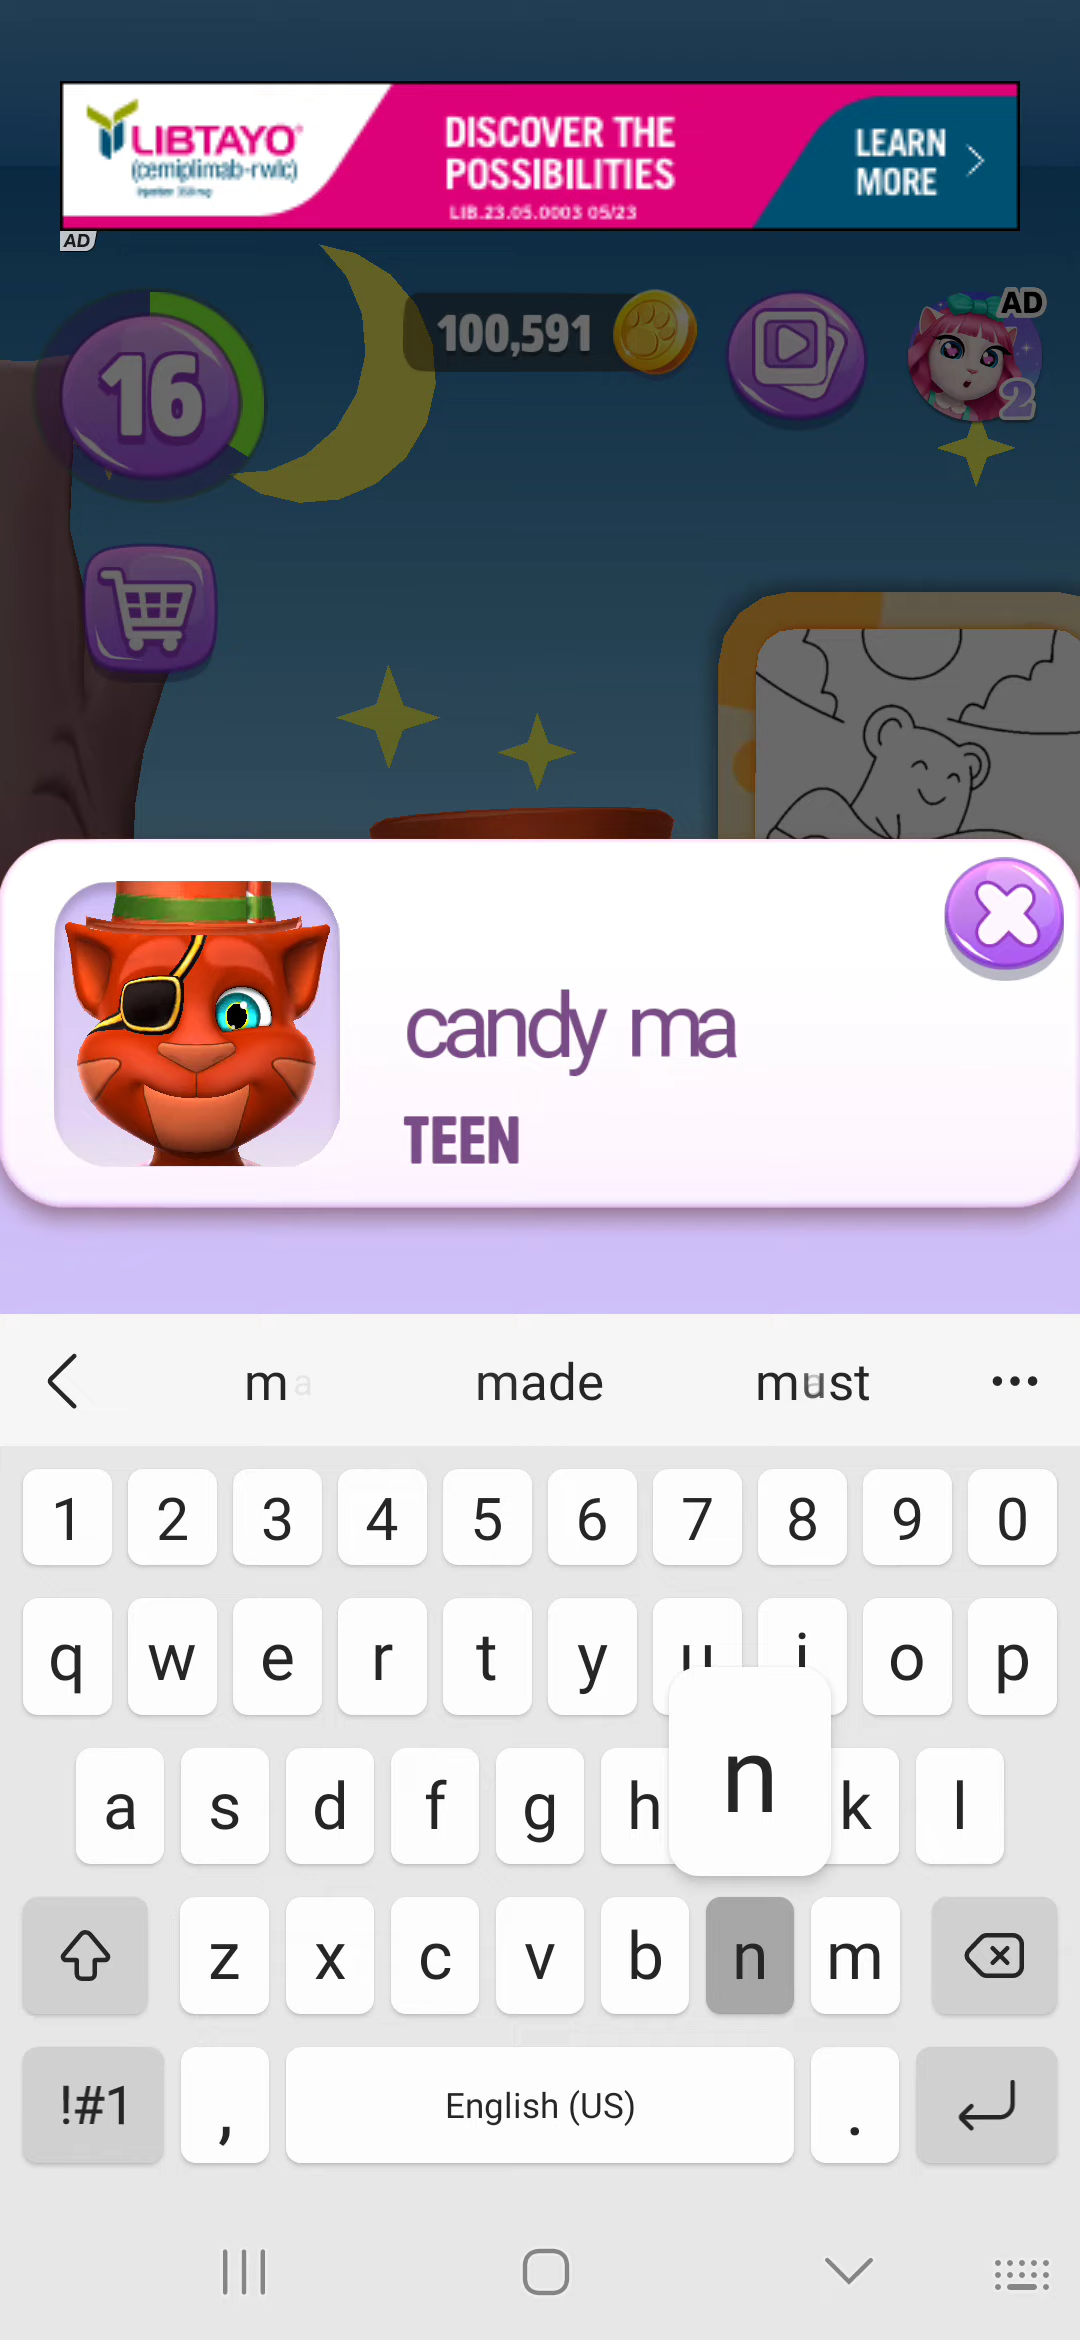 LIBTAYO
(cemiplimab-rwlc)
DISCOVER THE
POSSIBILITIES
LIB.23.05.0003 05/23
LEARN
MORE
AD
16
100,591
AD
2
candy ma
TEEN
ma
made
must
1 2 3 4 5 6 7 8 9 0
q w e r t y u i o p
a s d f g h n k l
z x c v b n m
!#1 , English (US) .